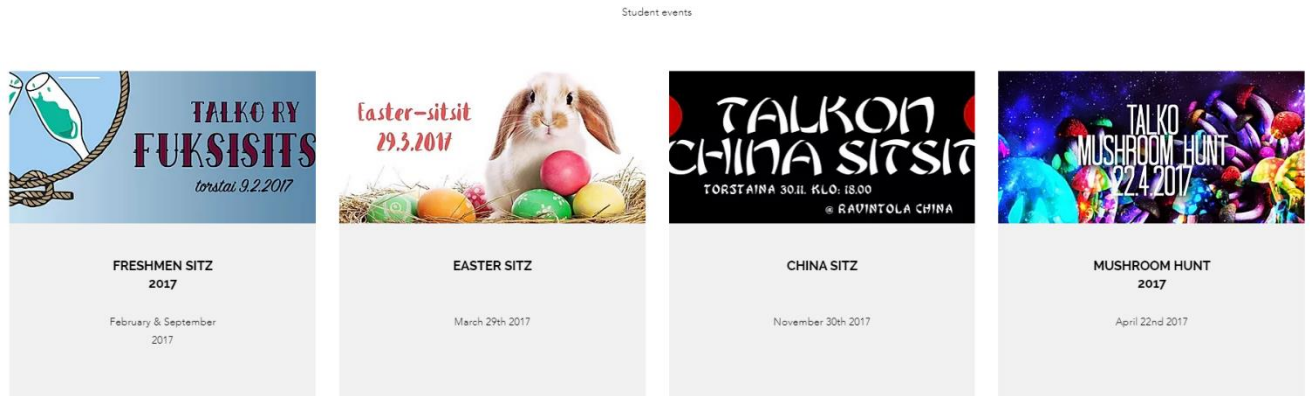 Student events
TALKO RY
FUKSISITS
torstai 9.2.2017
Easter-sitsit
29.3.2017
TALKON
CHINA SITSIT
TORSTAINA 30.11. KLO: 18.00
@ RAVINTOLA CHINA
TALKO
MUSHROOM HUNT
22.4.2017
FRESHMEN SITZ
2017
February & September
2017
EASTER SITZ
March 29th 2017
CHINA SITZ
November 30th 2017
MUSHROOM HUNT
2017
April 22nd 2017